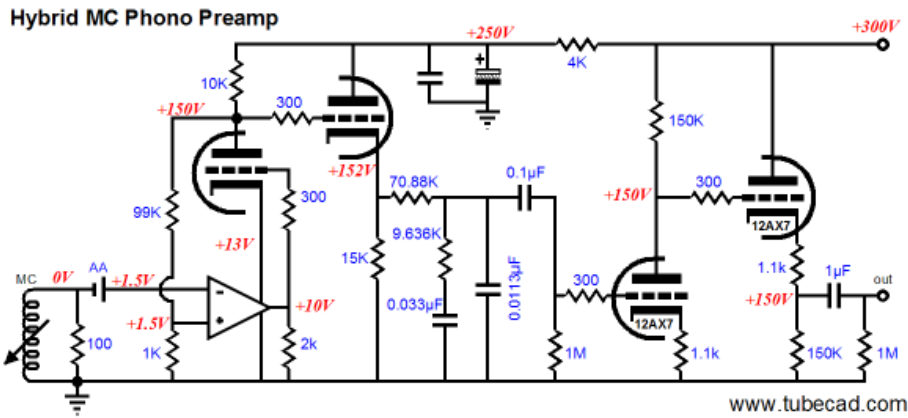 Hybrid MC Phono Preamp
+250V
+300V
10K
4K
+150V
300
150K
+152V
70.88K
0.1µF
+150V
300
12AX7
99K
300
+13V
15K
9.636K
300
1.1k
1µF
out
MC
0V
AA
+1.5V
-
+
+10V
0.033µF
0.0113µF
+150V
+1.5V
12AX7
100
1K
2k
1M
1.1k
150K
1M
www.tubecad.com